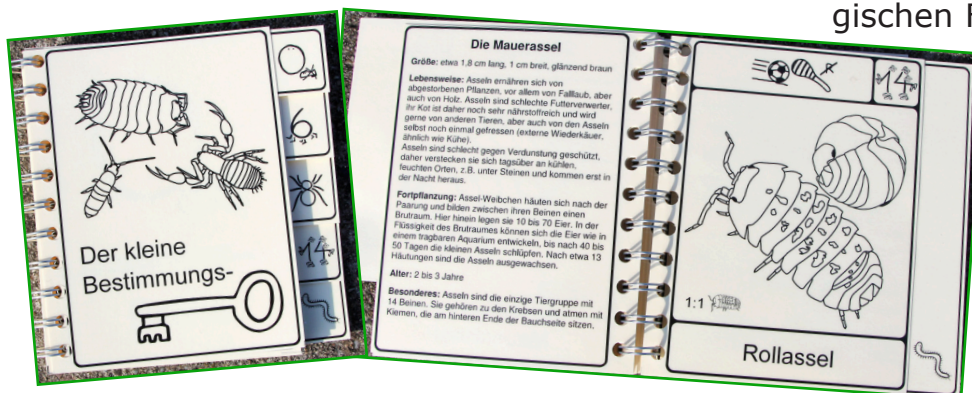 gischen
Der kleine
Bestimmungs-
6
14
Die Mauerassel
Größe: etwa 1,8 cm lang, 1 cm breit, glänzend braun
Lebensweise: Asseln ernähren sich von
abgestorbenen Pflanzen, vor allem von Falllaub, aber
auch von Holz. Asseln sind schlechte Futterverwerter,
ihr Kot ist daher noch sehr nährstoffreich und wird
gerne von anderen Tieren, aber auch von den Asseln
selbst noch einmal gefressen (externe Wiederkäuer,
ähnlich wie Kühe).
Asseln sind schlecht gegen Verdunstung geschützt,
daher verstecken sie sich tagsüber an kühlen,
feuchten Orten, z.B. unter Steinen und kommen erst in
der Nacht heraus.
Fortpflanzung: Assel-Weibchen häuten sich nach der
Paarung und bilden zwischen ihren Beinen einen
Brutraum. Hier hinein legen sie 10 bis 70 Eier. In der
Flüssigkeit des Brutraumes können sich die Eier wie in
einem tragbaren Aquarium entwickeln, bis nach 40 bis
50 Tagen die kleinen Asseln schlüpfen. Nach etwa 13
Häutungen sind die Asseln ausgewachsen.
Alter: 2 bis 3 Jahre
Besonderes: Asseln sind die einzige Tiergruppe mit
14 Beinen. Sie gehören zu den Krebsen und atmen mit
Kiemen, die am hinteren Ende der Bauchseite sitzen.
14
1:1
Rollassel